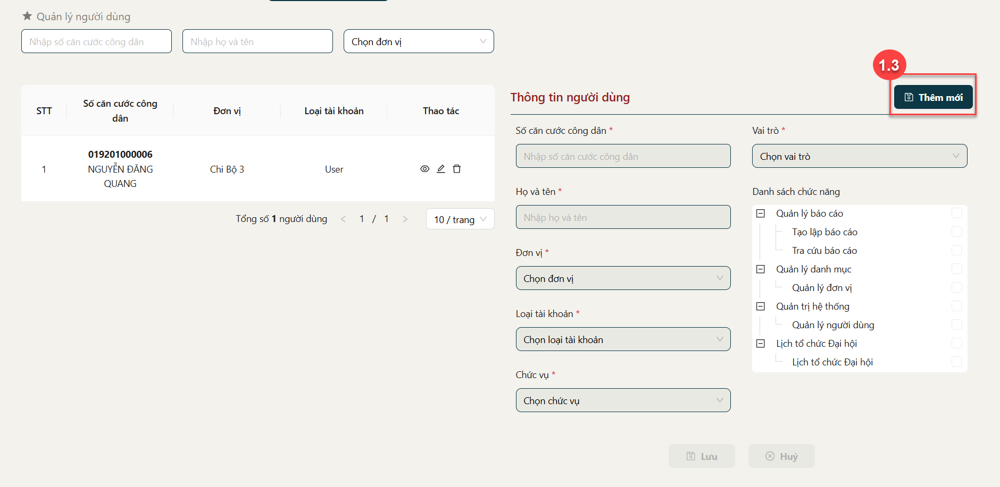 Quản lý người dùng
Nhập số căn cước công dân
Nhập họ và tên
Chọn đơn vị
STT
Số căn cước công
dân
Đơn vị
Loại tài khoản
Thao tác
1
019201000006
NGUYỄN ĐĂNG
QUANG
Chi Bộ 3
User
Tổng số 1 người dùng
1 / 1
10 / trang
1.3
Thông tin người dùng
Thêm mới
Số căn cước công dân *
Nhập số căn cước công dân
Họ và tên *
Nhập họ và tên
Đơn vị *
Chọn đơn vị
Loại tài khoản *
Chọn loại tài khoản
Chức vụ *
Chọn chức vụ
Vai trò *
Chọn vai trò
Danh sách chức năng
Quản lý báo cáo
Tạo lập báo cáo
Tra cứu báo cáo
Quản lý danh mục
Quản lý đơn vị
Quản trị hệ thống
Quản lý người dùng
Lịch tổ chức Đại hội
Lịch tổ chức Đại hội
Lưu
Huỷ